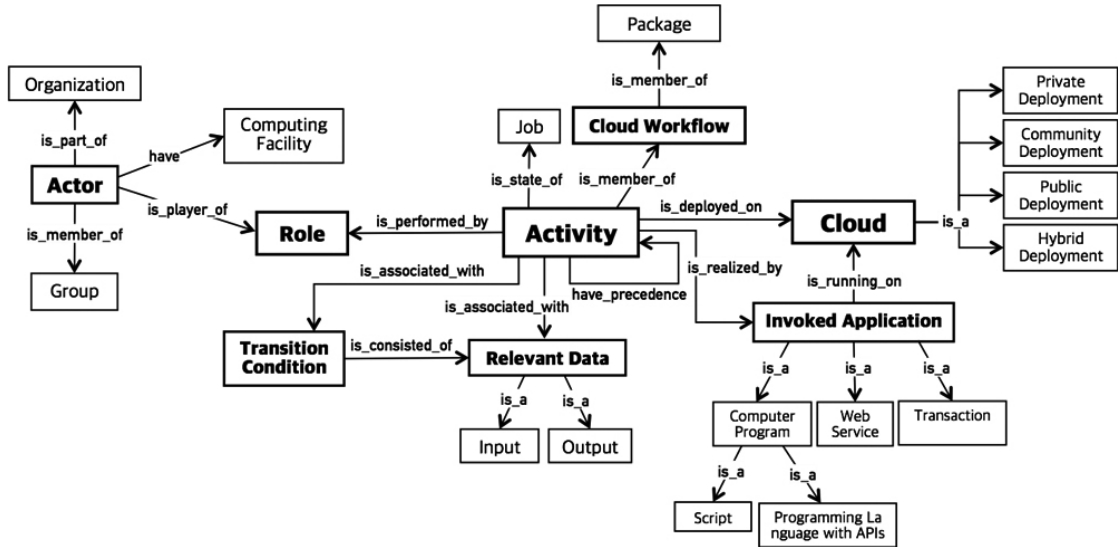 Package
Organization
is_member_of
Private
Deployment
Computing
Facility
Job
Cloud Workflow
Community
Deployment
is_part_of
have
Actor
is_state_of
is_member_of
Public
Deployment
is_player_of
is_deployed_on
Cloud
is_a
is_member_of
Role
is_performed_by
Activity
Hybrid
Deployment
is_associated_with
is_realized_by
is_running_on
Group
is_associated_with
have_precedence
Invoked Application
Transition
Condition
is_consisted_of
Relevant Data
is_a
is_a
is_a
is_a
is_a
Computer
Program
Web
Service
Transaction
Input
Output
is_a
is_a
Script
Programming La
nguage with APIs